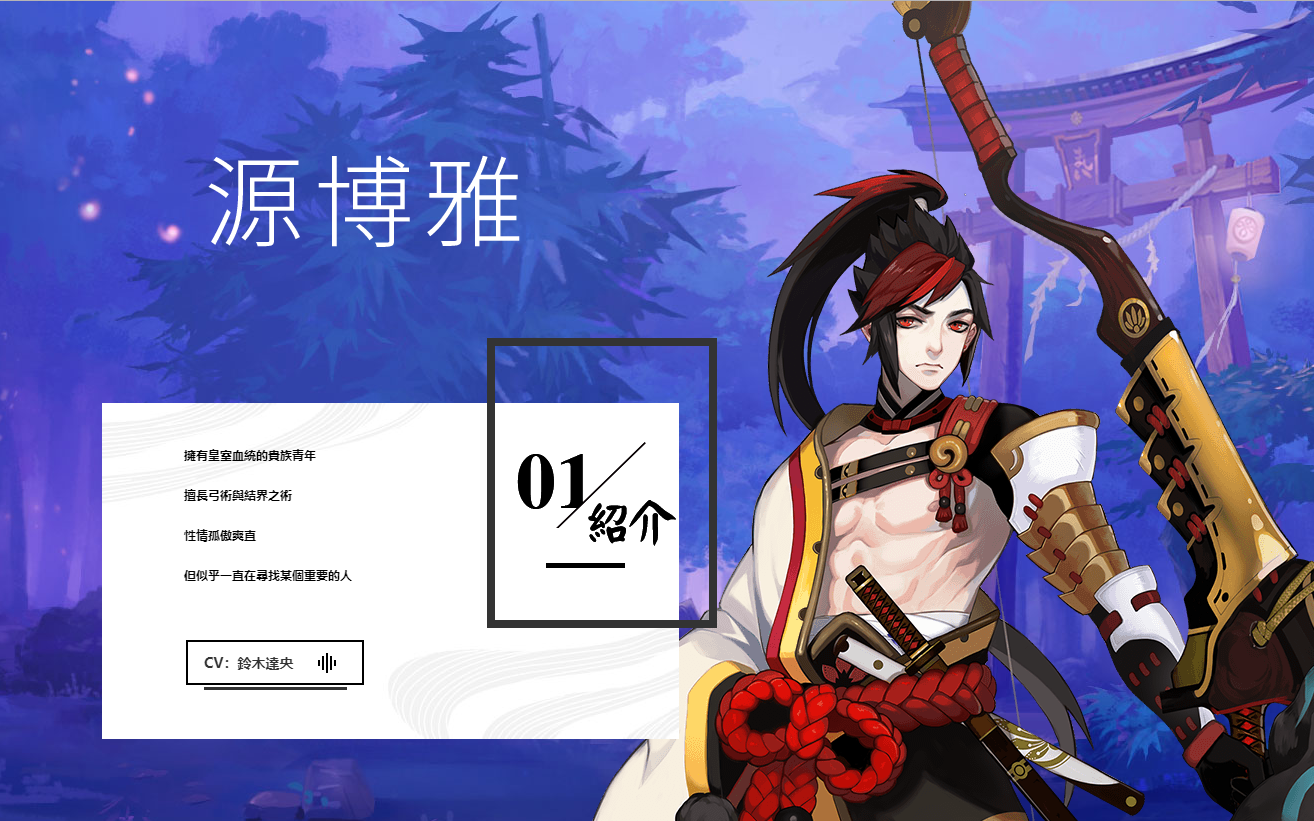 源博雅
01
紹介
擁有皇室血統的貴族青年
擅長弓術與結界之術
性情孤傲爽直
但似乎一直在尋找某個重要的人
CV：鈴木達央